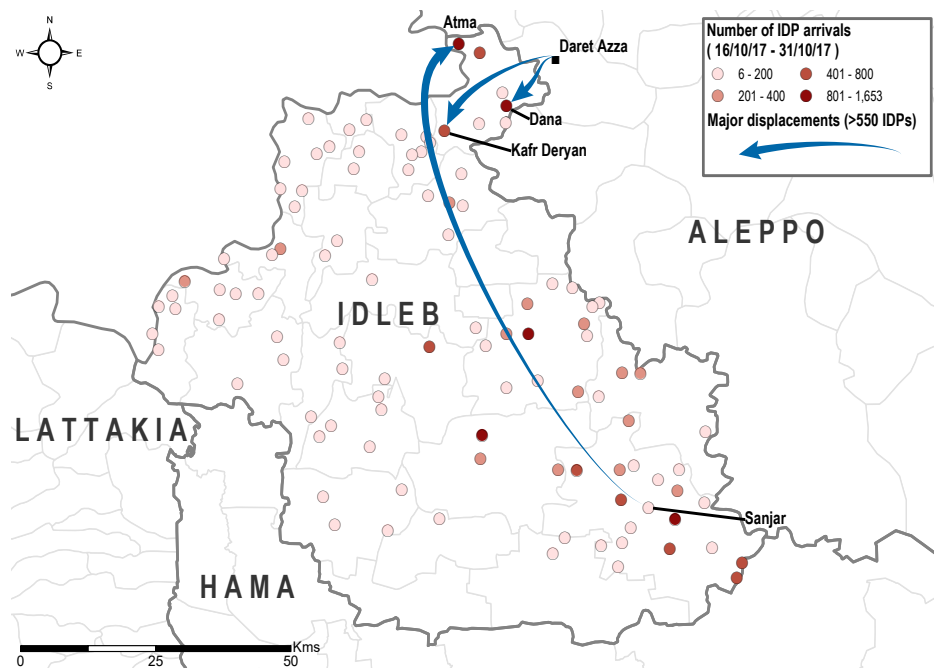 N
W E
S
Atma
Daret Azza
Dana
Kafr Deryan
Number of IDP arrivals
( 16/10/17 - 31/10/17 )
6 - 200
401 - 800
201 - 400
801 - 1,653
Major displacements (>550 IDPs)
ALEPPO
IDLEB
LATTAKIA
Sanjar
HAMA
Kms
0 25 50